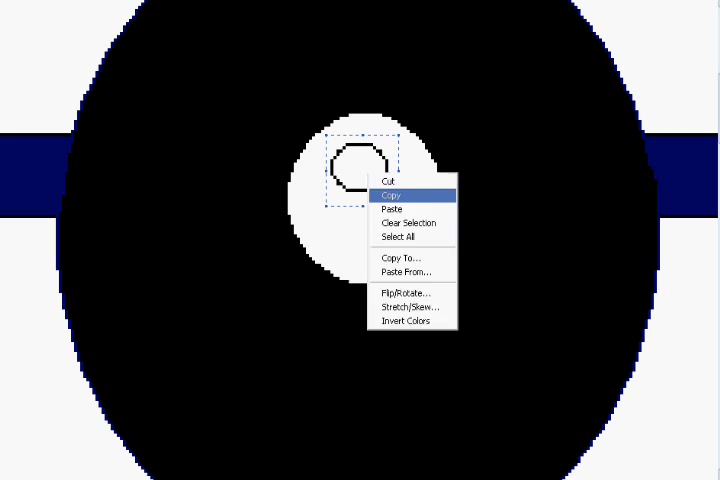 Cut
Copy
Paste
Clear Selection
Select All
Copy To...
Paste From...
Flip/Rotate...
Stretch/Skew...
Invert Colors